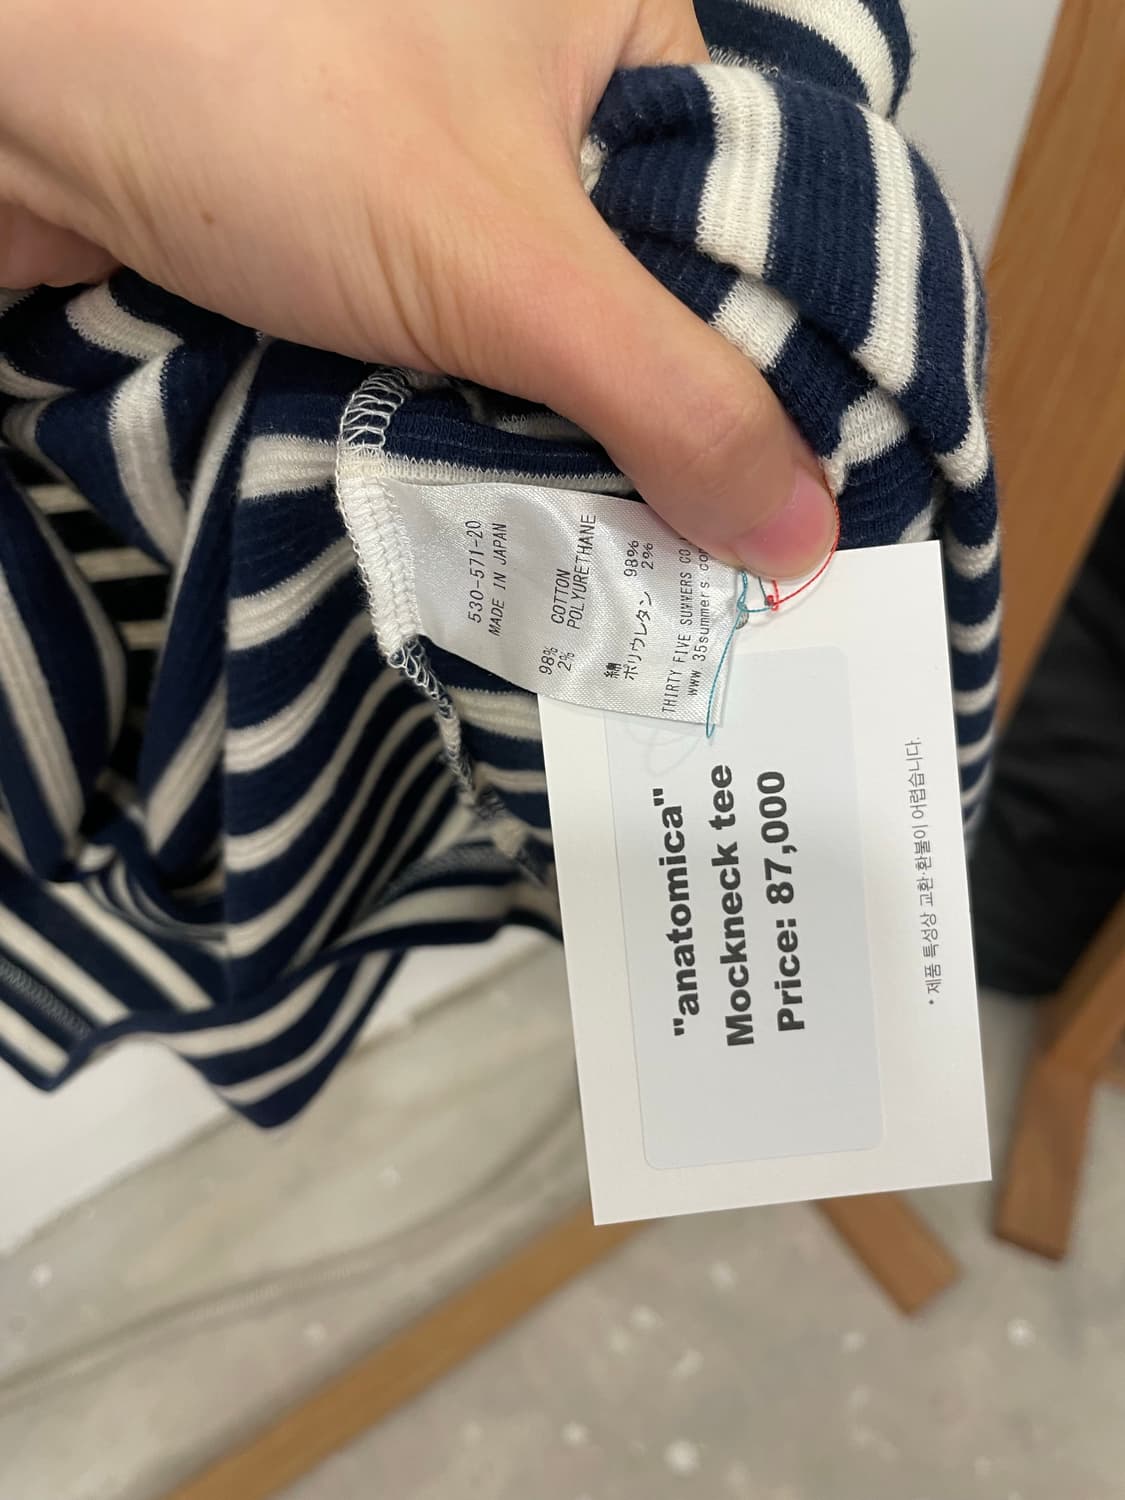 530-571-20
MADE IN JAPAN
98% COTTON
2% POLYURETHANE
綿 98%
ポリウレタン 2%
THIRTY FIVE SUMMERS CO
www.35summers.co
"anatomica"
Mockneck tee
Price: 87,000
* 제품 특성상 교환·환불이 어렵습니다.